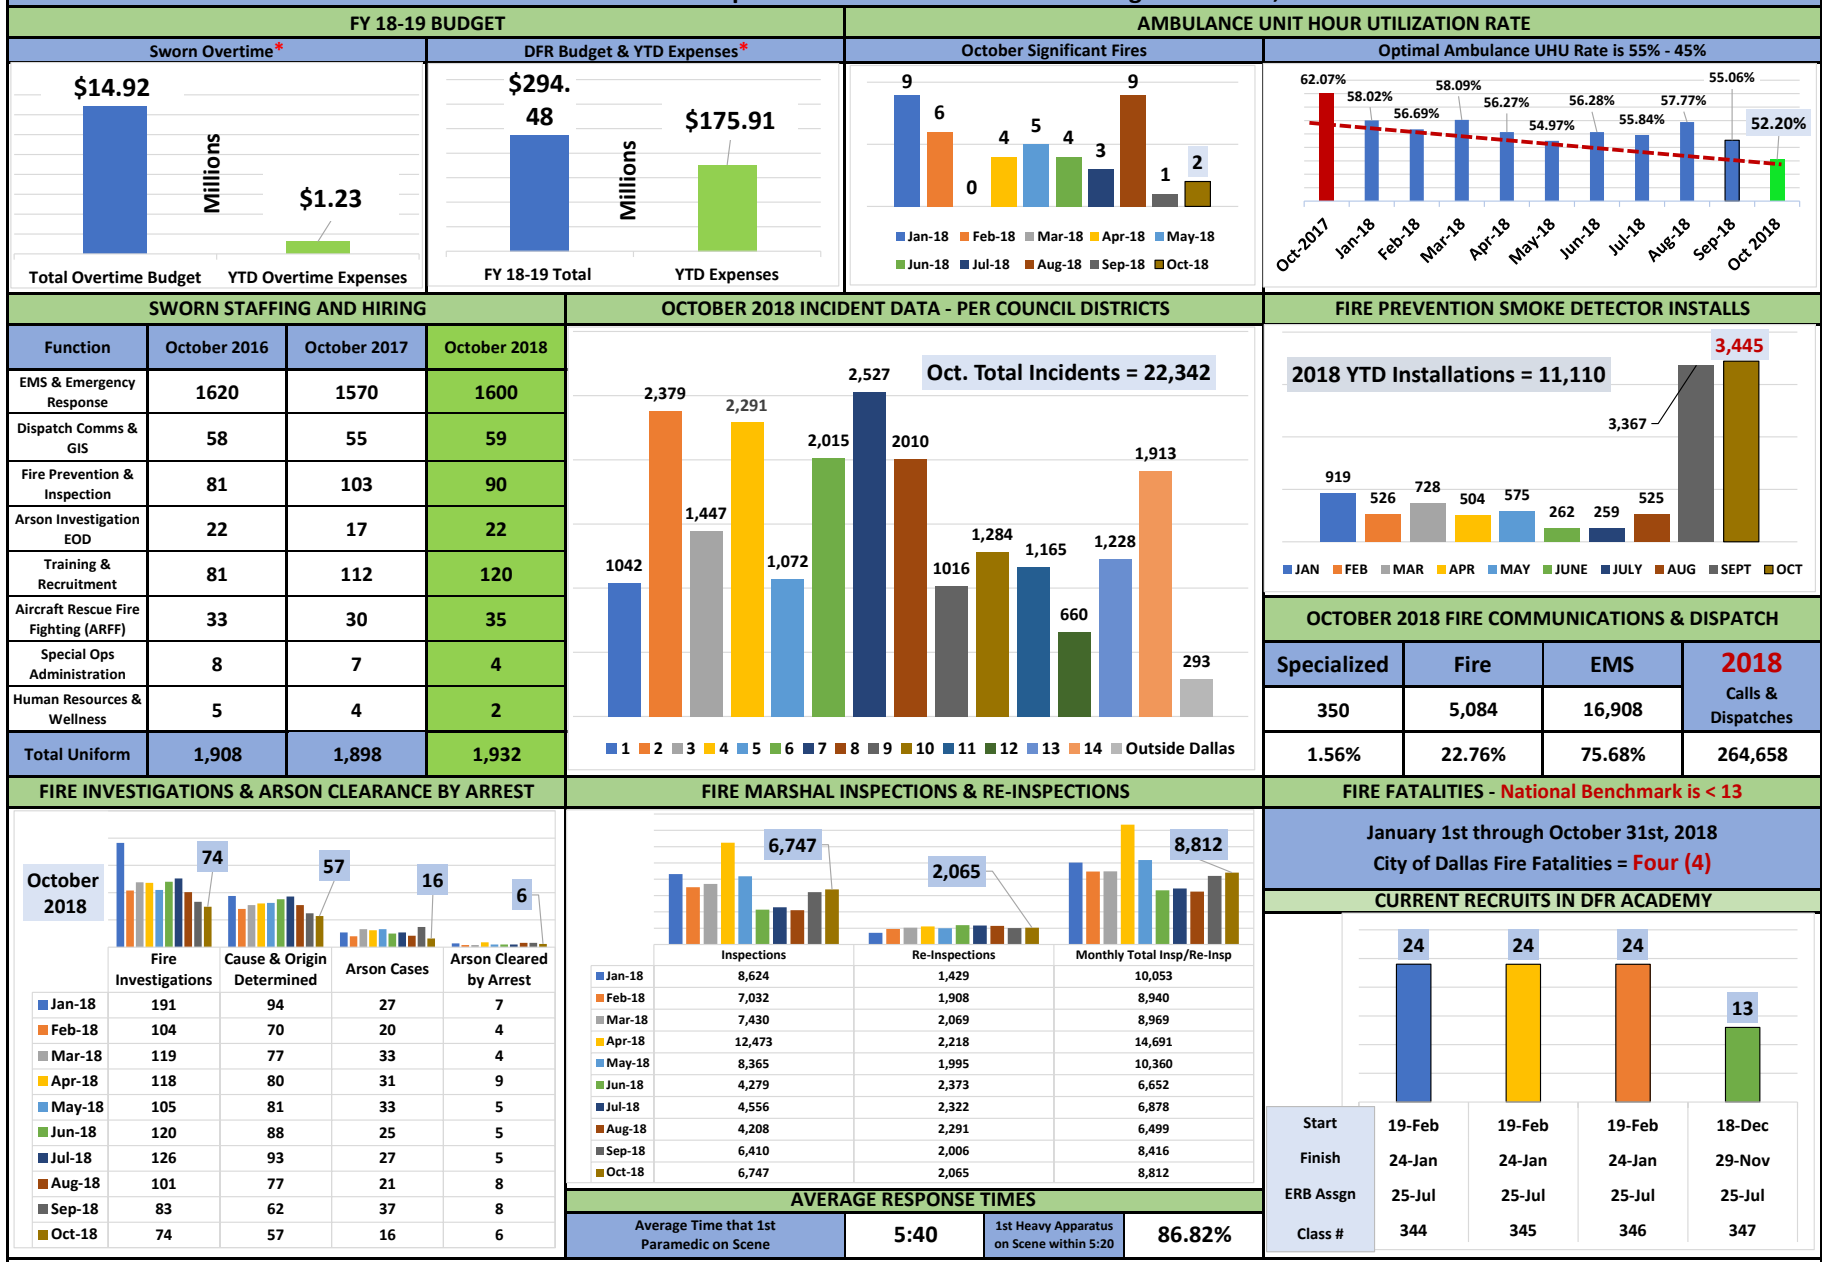 FY 18-19 BUDGET
AMBULANCE UNIT HOUR UTILIZATION RATE
Sworn Overtime*
DFR Budget & YTD Expenses*
October Significant Fires
Optimal Ambulance UHU Rate is 55% - 45%
$14.92
Millions
$1.23
Total Overtime Budget YTD Overtime Expenses
$294.
48
Millions
$175.91
FY 18-19 Total YTD Expenses
9 6 0 4 5 4 3 9 1 2
Jan-18 Feb-18 Mar-18 Apr-18 May-18
Jun-18 Jul-18 Aug-18 Sep-18 Oct-18
62.07% 58.02% 56.69% 58.09% 56.27% 54.97% 56.28% 55.84% 57.77% 55.06% 52.20%
Oct-2017 Jan-18 Feb-18 Mar-18 Apr-18 May-18 Jun-18 Jul-18 Aug-18 Sep-18 Oct 2018
SWORN STAFFING AND HIRING
Function October 2016 October 2017 October 2018
EMS & Emergency
Response 1620 1570 1600
Dispatch Comms &
GIS 58 55 59
Fire Prevention &
Inspection 81 103 90
Arson Investigation
EOD 22 17 22
Training &
Recruitment 81 112 120
Aircraft Rescue Fire
Fighting (ARFF) 33 30 35
Special Ops
Administration 8 7 4
Human Resources &
Wellness 5 4 2
Total Uniform 1,908 1,898 1,932
OCTOBER 2018 INCIDENT DATA - PER COUNCIL DISTRICTS
Oct. Total Incidents = 22,342
1042 2,379 1,447 2,291 1,072 2,015 2,527 2010 1016 1,284 1,165 660 1,228 1,913 293
1 2 3 4 5 6 7 8 9 10 11 12 13 14 Outside Dallas
FIRE PREVENTION SMOKE DETECTOR INSTALLS
2018 YTD Installations = 11,110
919 526 728 504 575 262 259 525 3,367 3,445
JAN FEB MAR APR MAY JUNE JULY AUG SEPT OCT
OCTOBER 2018 FIRE COMMUNICATIONS & DISPATCH
Specialized Fire EMS 2018
Calls &
Dispatches
350 5,084 16,908
1.56% 22.76% 75.68% 264,658
FIRE INVESTIGATIONS & ARSON CLEARANCE BY ARREST
October
2018
74 57 16 6
Fire
Investigations
Cause & Origin
Determined
Arson Cases
Arson Cleared
by Arrest
Jan-18 191 94 27 7
Feb-18 104 70 20 4
Mar-18 119 77 33 4
Apr-18 118 80 31 9
May-18 105 81 33 5
Jun-18 120 88 25 5
Jul-18 126 93 27 5
Aug-18 101 77 21 8
Sep-18 83 62 37 8
Oct-18 74 57 16 6
FIRE MARSHAL INSPECTIONS & RE-INSPECTIONS
6,747 2,065 8,812
Inspections Re-Inspections Monthly Total Insp/Re-Insp
Jan-18 8,624 1,429 10,053
Feb-18 7,032 1,908 8,940
Mar-18 7,430 2,069 8,969
Apr-18 12,473 2,218 14,691
May-18 8,365 1,995 10,360
Jun-18 4,279 2,373 6,652
Jul-18 4,556 2,322 6,878
Aug-18 4,208 2,291 6,499
Sep-18 6,410 2,006 8,416
Oct-18 6,747 2,065 8,812
AVERAGE RESPONSE TIMES
Average Time that 1st
Paramedic on Scene
5:40
1st Heavy Apparatus
on Scene within 5:20
86.82%
FIRE FATALITIES - National Benchmark is < 13
January 1st through October 31st, 2018
City of Dallas Fire Fatalities = Four (4)
CURRENT RECRUITS IN DFR ACADEMY
24 24 24 13
Start 19-Feb 19-Feb 19-Feb 18-Dec
Finish 24-Jan 24-Jan 24-Jan 29-Nov
ERB Assgn 25-Jul 25-Jul 25-Jul 25-Jul
Class # 344 345 346 347